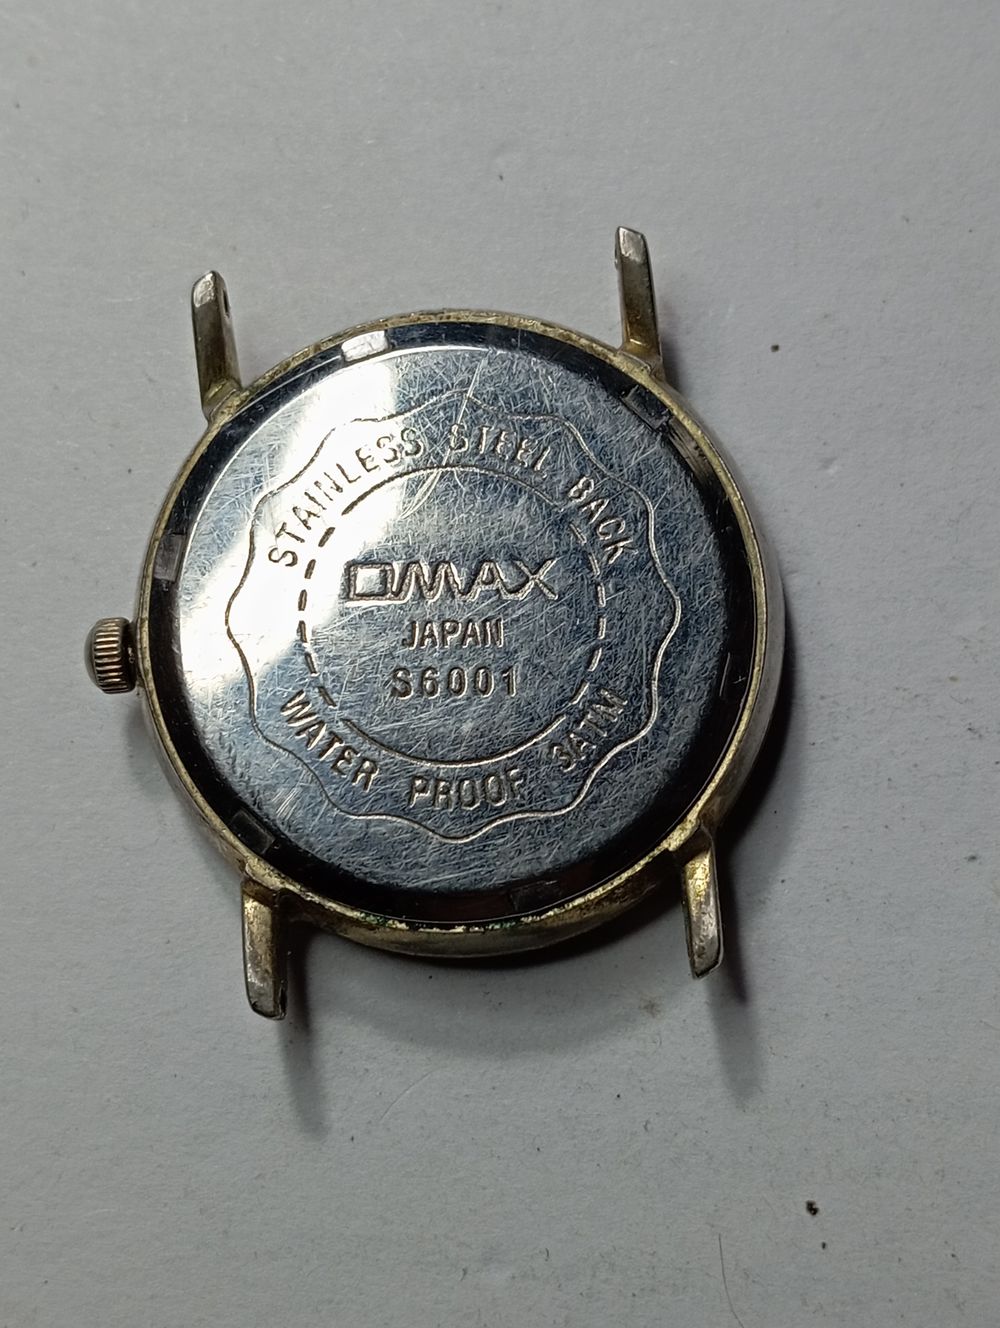 STAINLESS STEEL BACK
OMAX
JAPAN
S6001
WATER PROOF 3ATM